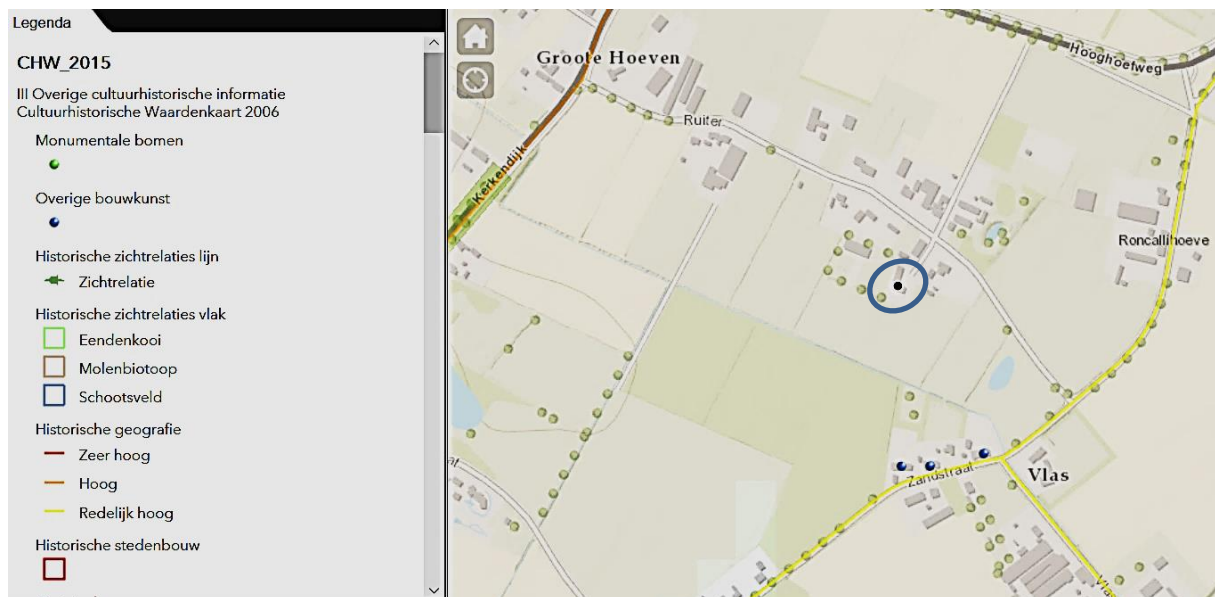 Legenda
CHW_2015
III Overige cultuurhistorische informatie
Cultuurhistorische Waardenkaart 2006
Monumentale bomen
Overige bouwkunst
Historische zichtrelaties lijn
Zichtrelatie
Historische zichtrelaties vlak
Eendenkooi
Molenbiotoop
Schootsveld
Historische geografie
Zeer hoog
Hoog
Redelijk hoog
Historische stedenbouw
Groote Hoeven
Hooghoefweg
Ruiter
Kerkendijk
Roncallihoeve
Zandstraat
Vlas